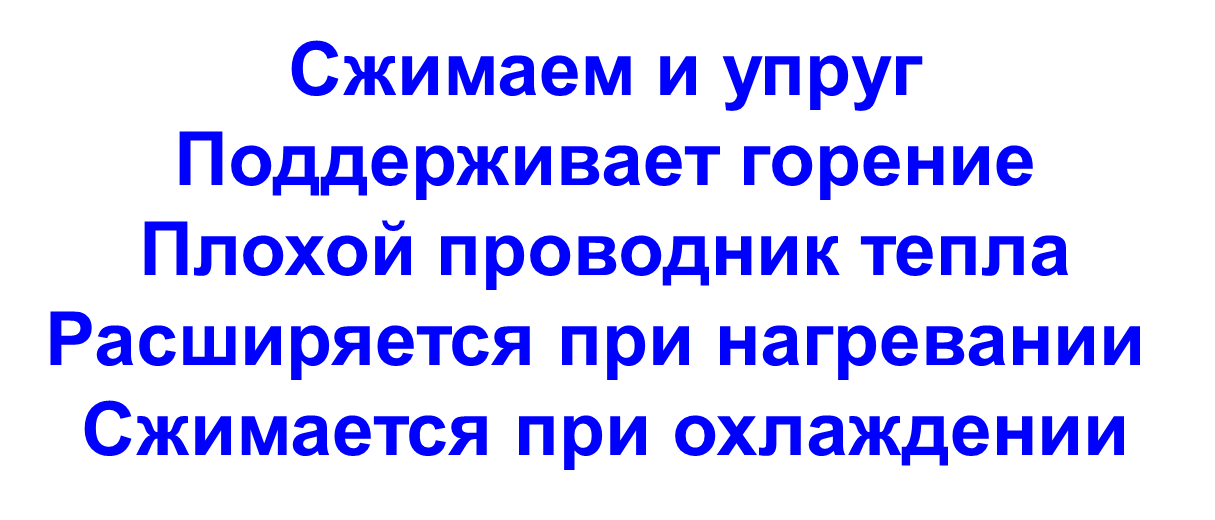 Сжимаем и упруг
Поддерживает горение
Плохой проводник тепла
Расширяется при нагревании
Сжимается при охлаждении